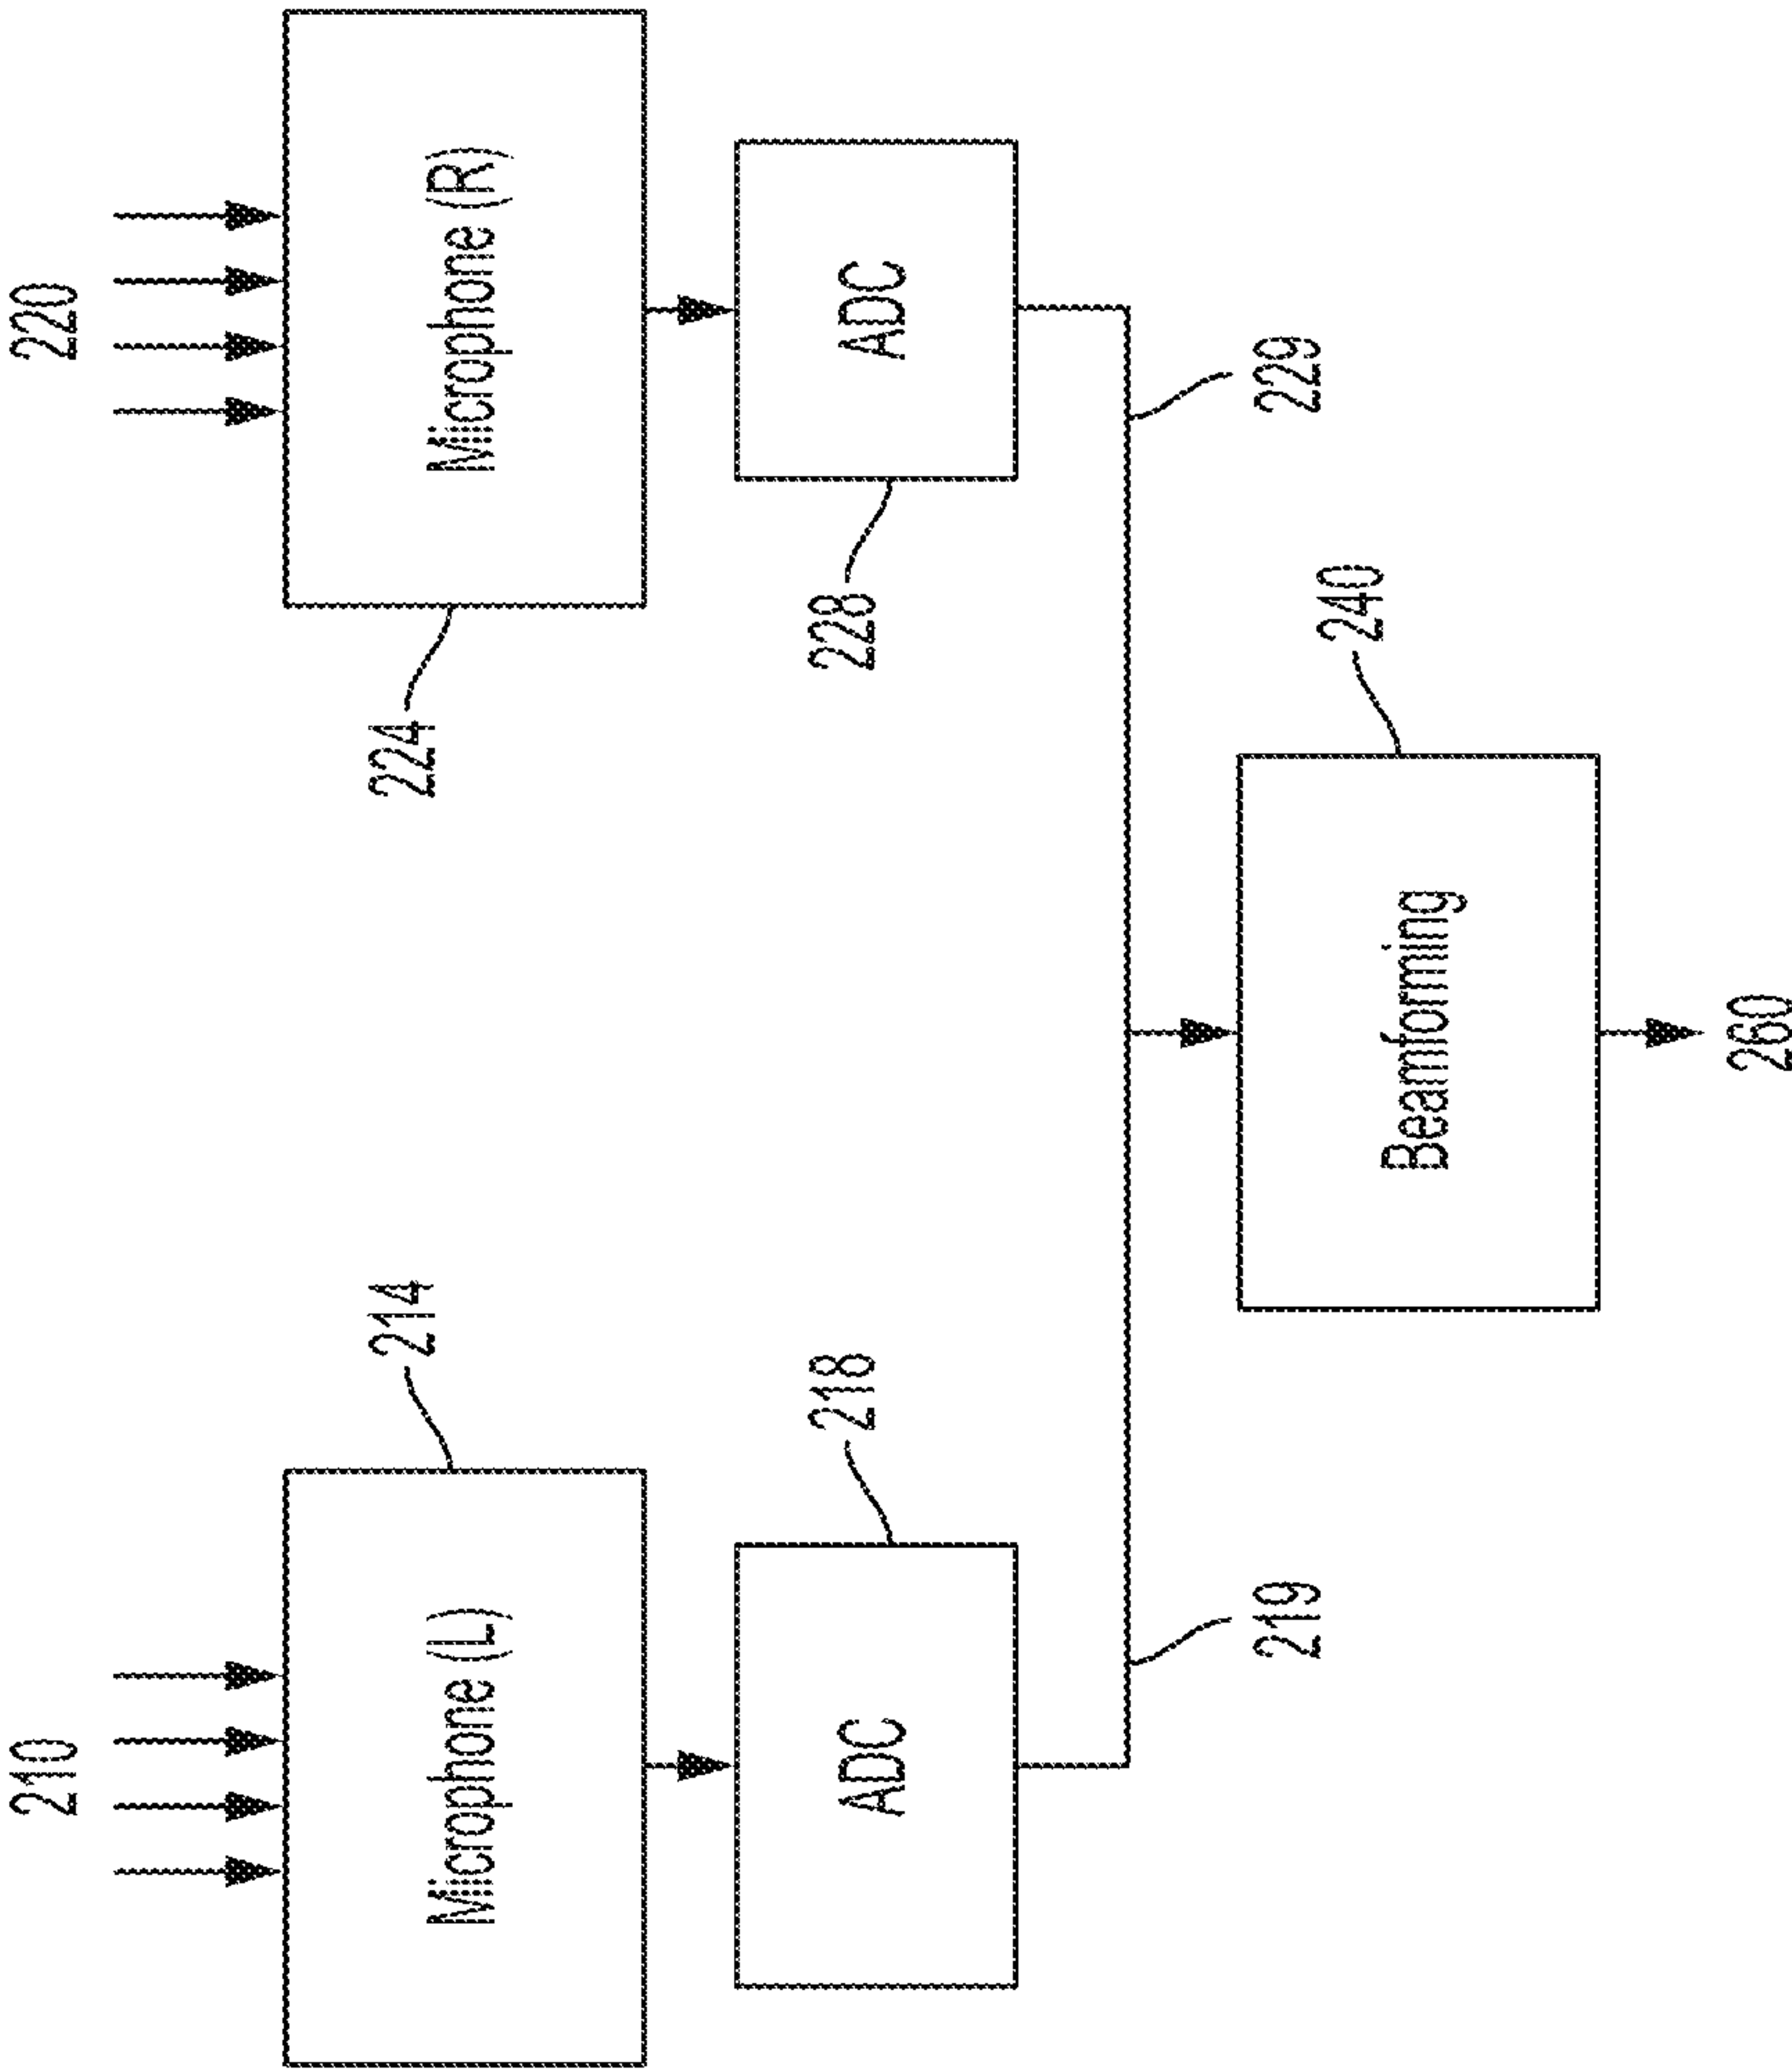 210
220
Microphone (L)
214
224
Microphone (R)
ADC
218
228
ADC
219
229
Beamforming
240
260